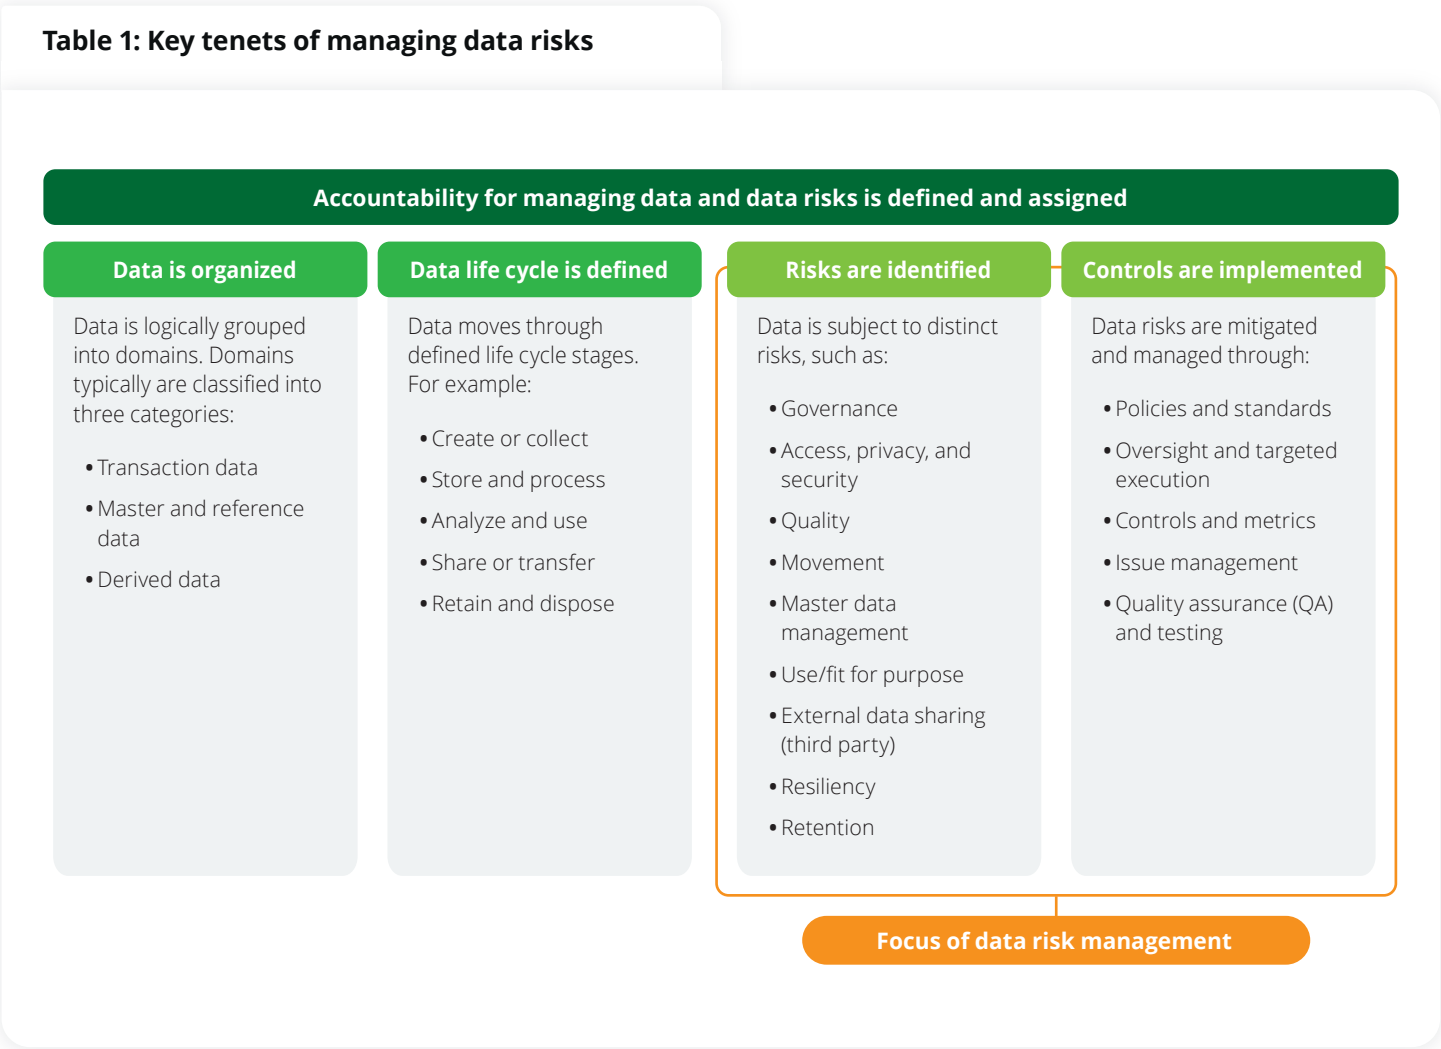 Table 1: Key tenets of managing data risks
Accountability for managing data and data risks is defined and assigned
Data is organized
Data is logically grouped
into domains. Domains
typically are classified into
three categories:
• Transaction data
• Master and reference
data
• Derived data
Data life cycle is defined
Data moves through
defined life cycle stages.
For example:
• Create or collect
• Store and process
• Analyze and use
• Share or transfer
• Retain and dispose
Risks are identified
Data is subject to distinct
risks, such as:
• Governance
• Access, privacy, and
security
• Quality
• Movement
• Master data
management
• Use/fit for purpose
• External data sharing
(third party)
• Resiliency
• Retention
Controls are implemented
Data risks are mitigated
and managed through:
• Policies and standards
• Oversight and targeted
execution
• Controls and metrics
• Issue management
• Quality assurance (QA)
and testing
Focus of data risk management